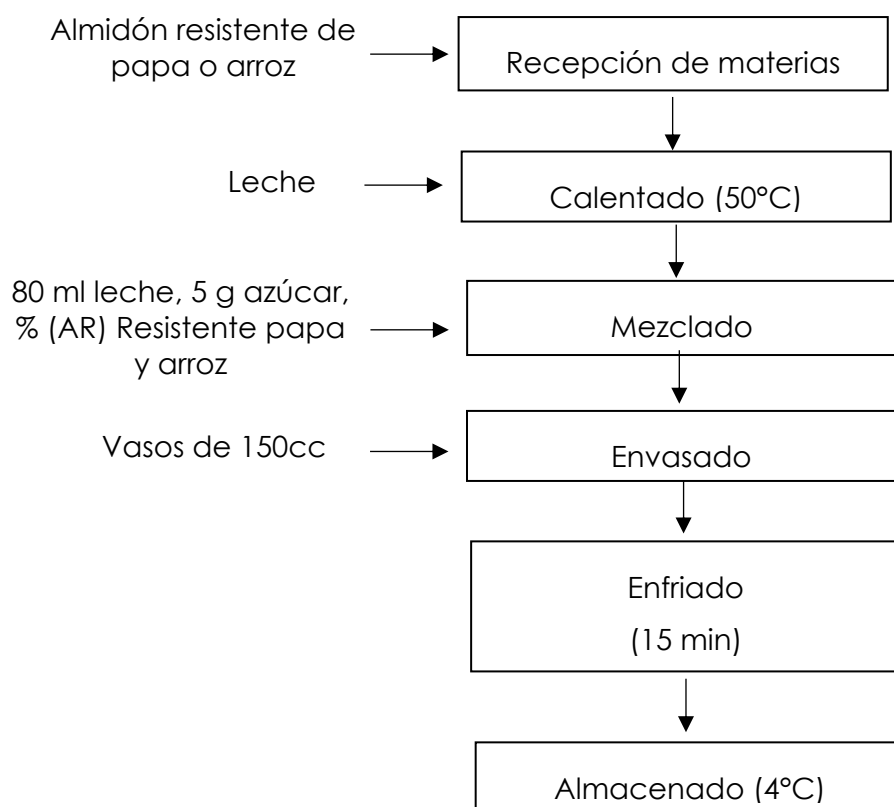 Almidón resistente de
papa o arroz
Recepción de materias
Leche
Calentado (50°C)
80 ml leche, 5 g azúcar,
% (AR) Resistente papa
y arroz
Mezclado
Vasos de 150cc
Envasado
Enfriado
(15 min)
Almacenado (4°C)